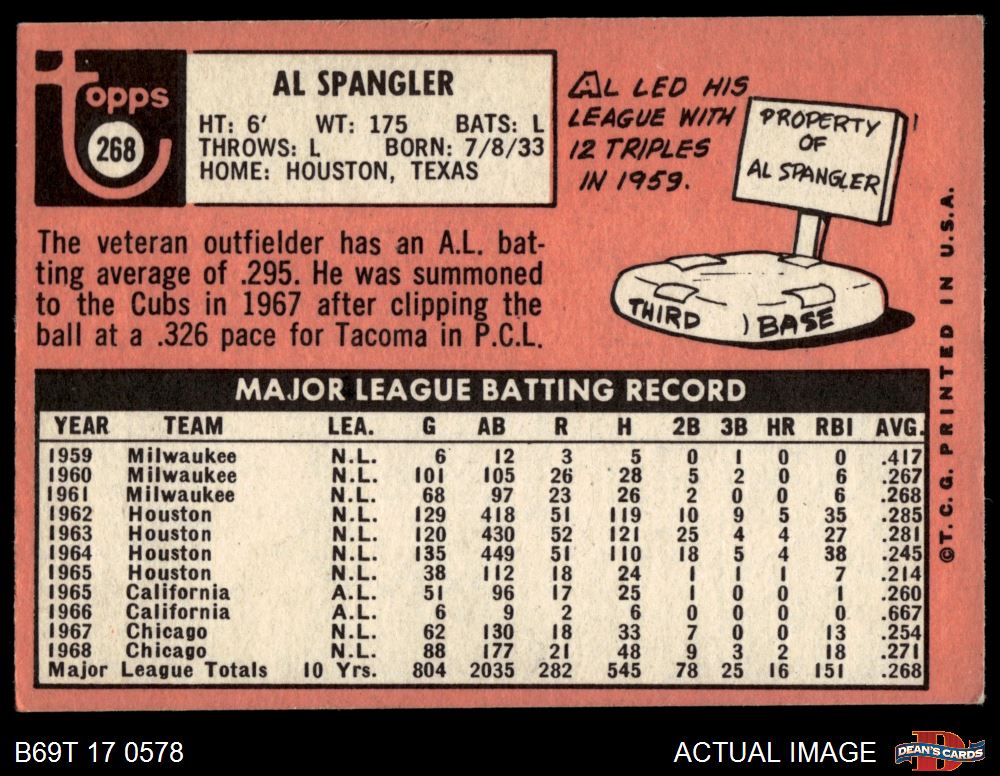 Topps
268
AL SPANGLER
HT: 6' WT: 175 BATS: L
THROWS: L BORN: 7/8/33
HOME: HOUSTON, TEXAS
AL LED HIS
LEAGUE WITH
12 TRIPLES
IN 1959.
PROPERTY
OF
AL SPANGLER
THIRD BASE
The veteran outfielder has an A.L. bat-
ting average of .295. He was summoned
to the Cubs in 1967 after clipping the
ball at a .326 pace for Tacoma in P.C.L.
MAJOR LEAGUE BATTING RECORD
YEAR TEAM LEA. G AB R H 2B 3B HR RBI AVG.
1959 Milwaukee N.L. 6 12 3 5 0 1 0 0 .417
1960 Milwaukee N.L. 101 105 26 28 5 2 0 6 .267
1961 Milwaukee N.L. 68 97 23 26 2 0 0 6 .268
1962 Houston N.L. 129 418 51 119 10 9 5 35 .285
1963 Houston N.L. 120 430 52 121 25 4 4 27 .281
1964 Houston N.L. 135 449 51 110 18 5 4 38 .245
1965 Houston N.L. 38 112 18 24 1 1 1 7 .214
1965 California A.L. 51 96 17 25 1 0 0 1 .260
1966 California A.L. 6 9 2 6 0 0 0 0 .667
1967 Chicago N.L. 62 130 18 33 7 0 0 13 .254
1968 Chicago N.L. 88 177 21 48 9 3 2 18 .271
Major League Totals 10 Yrs. 804 2035 282 545 78 25 16 151 .268
©T. C. G. PRINTED IN U.S.A.
B69T 17 0578
ACTUAL IMAGE
DEAN'S CARDS